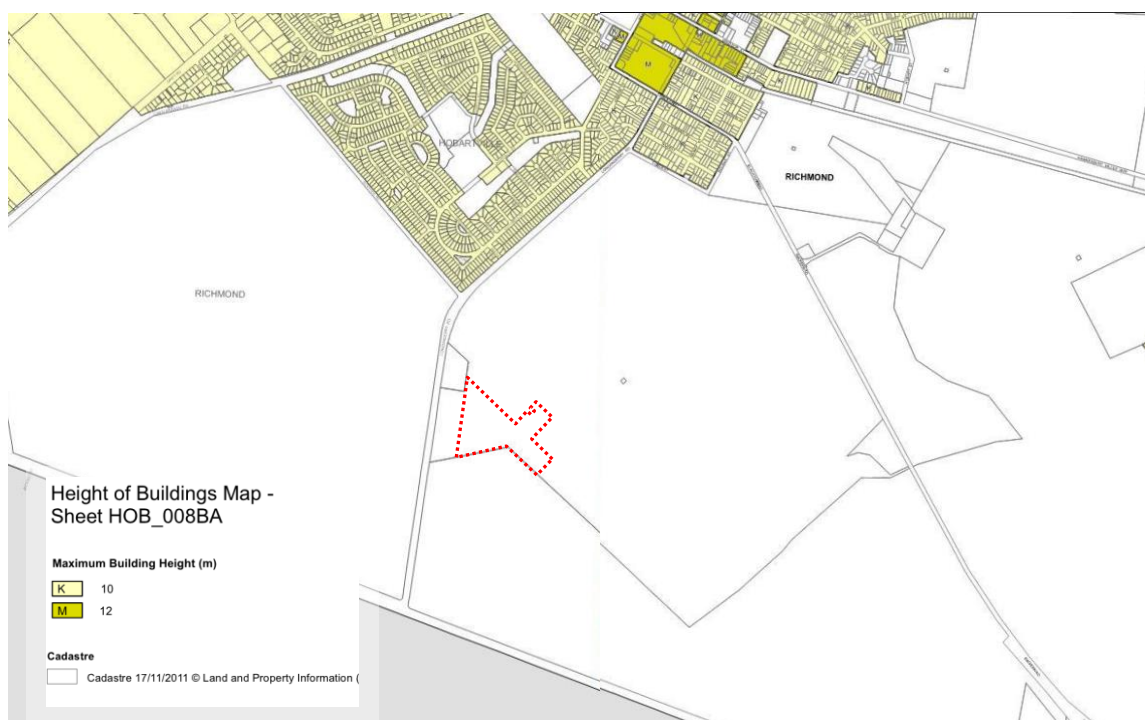 M
HOBARTVILLE
RICHMOND
RICHMOND
Height of Buildings Map -
Sheet HOB_008BA
Maximum Building Height (m)
K 10
M 12
Cadastre
Cadastre 17/11/2011 © Land and Property Information (